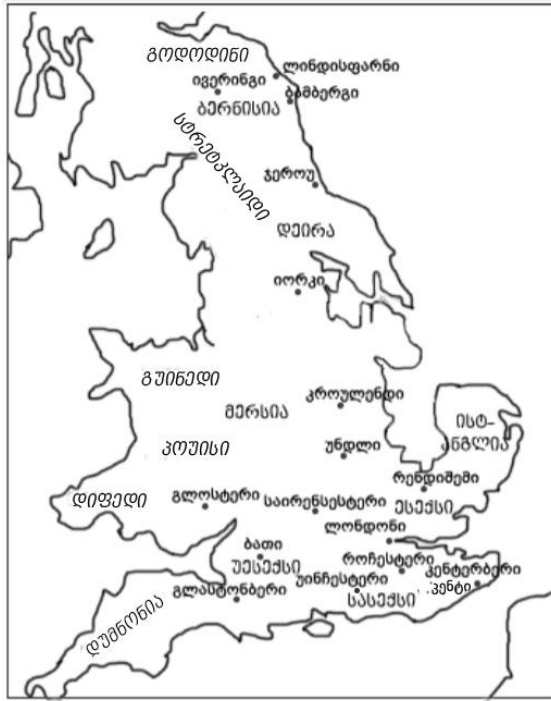 გოდოდინი
ლინდისფარნი
ივერინგი
ბამბერგი
ბერნისია
სტრეტკლაიდი
ჯეროუ
დეირა
იორკი
გუინედი
კროულენდი
მერსია
ისტ-
ანგლია
პოუისი
უნდლი
რენდიშემი
დიფედი
გლოსტერი
საირენსესტერი
ესექსი
ლონდონი
ბათი
უესექსი
როჩესტერი
კენტერბერი
უინჩესტერი
კენტი
გლასტონბერი
სასექსი
დუმნონია